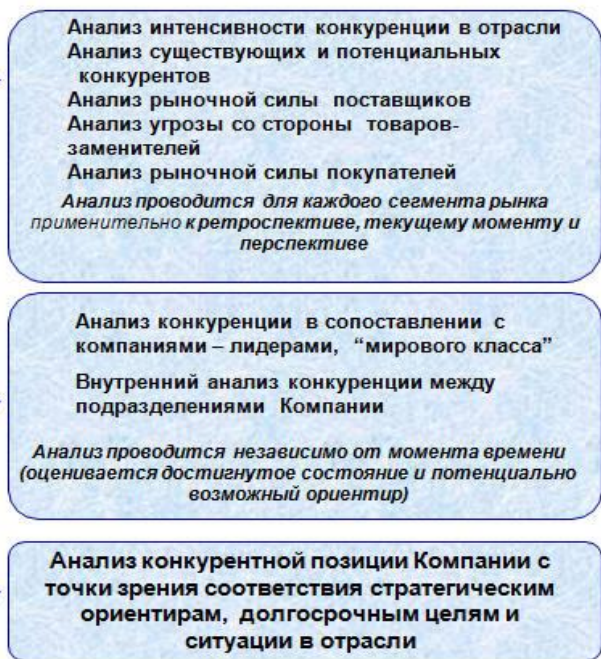 Анализ интенсивности конкуренции в отрасли
Анализ существующих и потенциальных
конкурентов
Анализ рыночной силы поставщиков
Анализ угрозы со стороны товаров-
заменителей
Анализ рыночной силы покупателей
Анализ проводится для каждого сегмента рынка
применительно к ретроспективе, текущему моменту и
перспективе
Анализ конкуренции в сопоставлении с
компаниями – лидерами, “мирового класса”
Внутренний анализ конкуренции между
подразделениями Компании
Анализ проводится независимо от момента времени
(оценивается достигнутое состояние и потенциально
возможный ориентир)
Анализ конкурентной позиции Компании с
точки зрения соответствия стратегическим
ориентирам, долгосрочным целям и
ситуации в отрасли